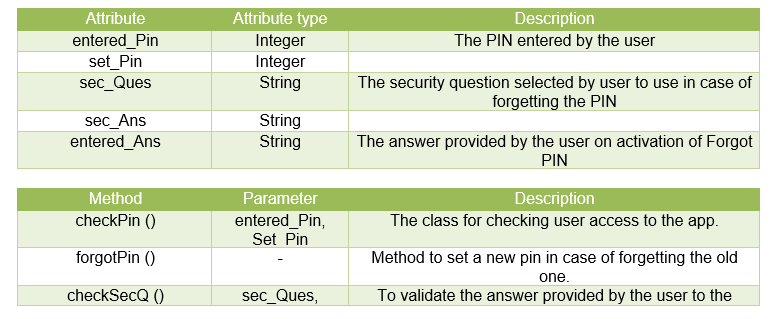 Attribute Attribute type Description
entered_Pin Integer The PIN entered by the user
set_Pin Integer
sec_Ques String The security question selected by user to use in case of
forgetting the PIN
sec_Ans String
entered_Ans String The answer provided by the user on activation of Forgot
PIN
Method Parameter Description
checkPin () entered_Pin, The class for checking user access to the app.
Set_Pin
forgotPin () - Method to set a new pin in case of forgetting the old
one.
checkSecQ () sec_Ques, To validate the answer provided by the user to the